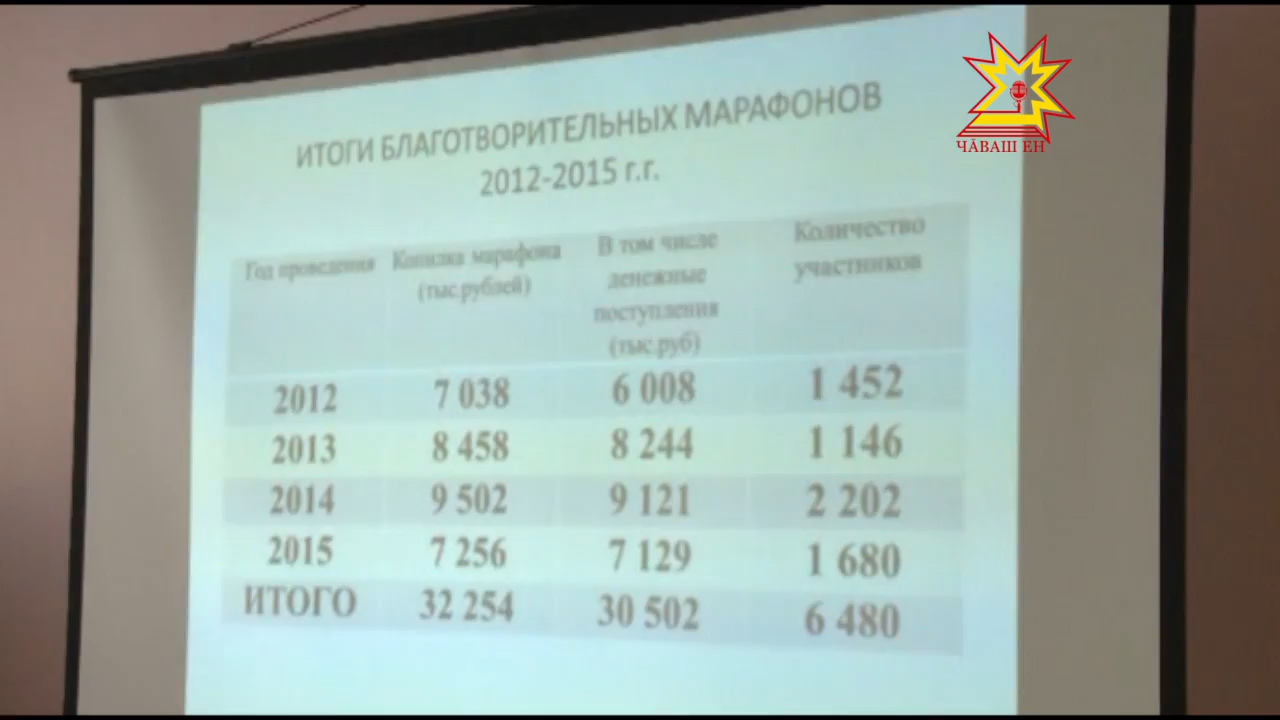 ЧӐВАШ ЕН
ИТОГИ БЛАГОТВОРИТЕЛЬНЫХ МАРАФОНОВ
2012-2015 г.г.
Год проведения Копилка марафона (тыс.рублей) В том числе денежные поступления (тыс.руб) Количество участников
2012 7 038 6 008 1 452
2013 8 458 8 244 1 146
2014 9 502 9 121 2 202
2015 7 256 7 129 1 680
ИТОГО 32 254 30 502 6 480